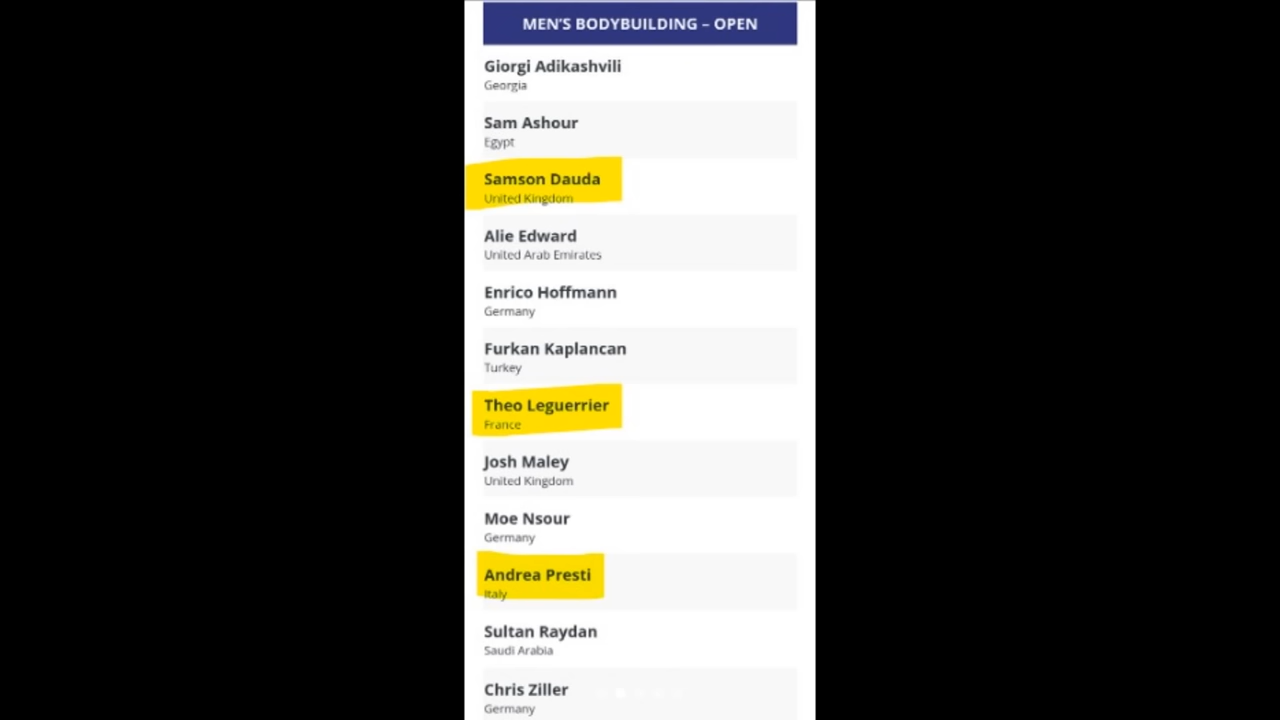 MEN'S BODYBUILDING – OPEN
Giorgi Adikashvili
Georgia
Sam Ashour
Egypt
Samson Dauda
United Kingdom
Alie Edward
United Arab Emirates
Enrico Hoffmann
Germany
Furkan Kaplancan
Turkey
Theo Leguerrier
France
Josh Maley
United Kingdom
Moe Nsour
Germany
Andrea Presti
Italy
Sultan Raydan
Saudi Arabia
Chris Ziller
Germany